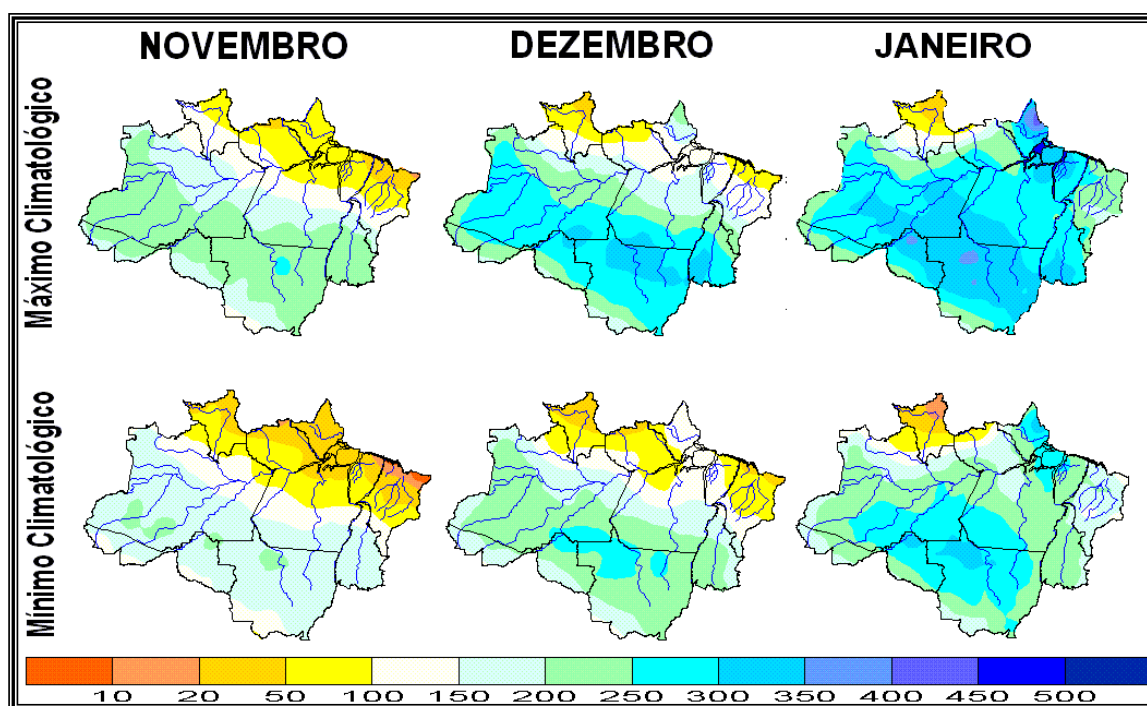 NOVEMBRO DEZEMBRO JANEIRO
Máximo Climatológico
Mínimo Climatológico
10 20 50 100 150 200 250 300 350 400 450 500